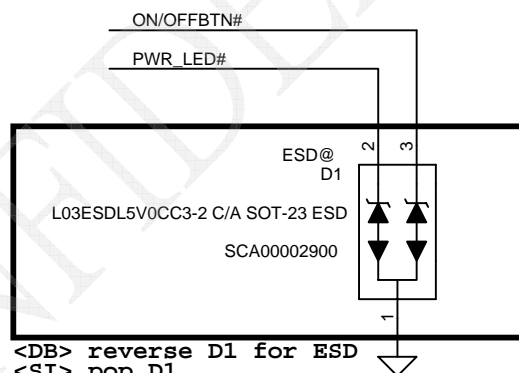 ON/OFFBTN#
PWR_LED#
2
3
ESD@
D1
L03ESDL5V0CC3-2 C/A SOT-23 ESD
SCA00002900
1
<DB> reverse D1 for ESD
<SI> pop D1